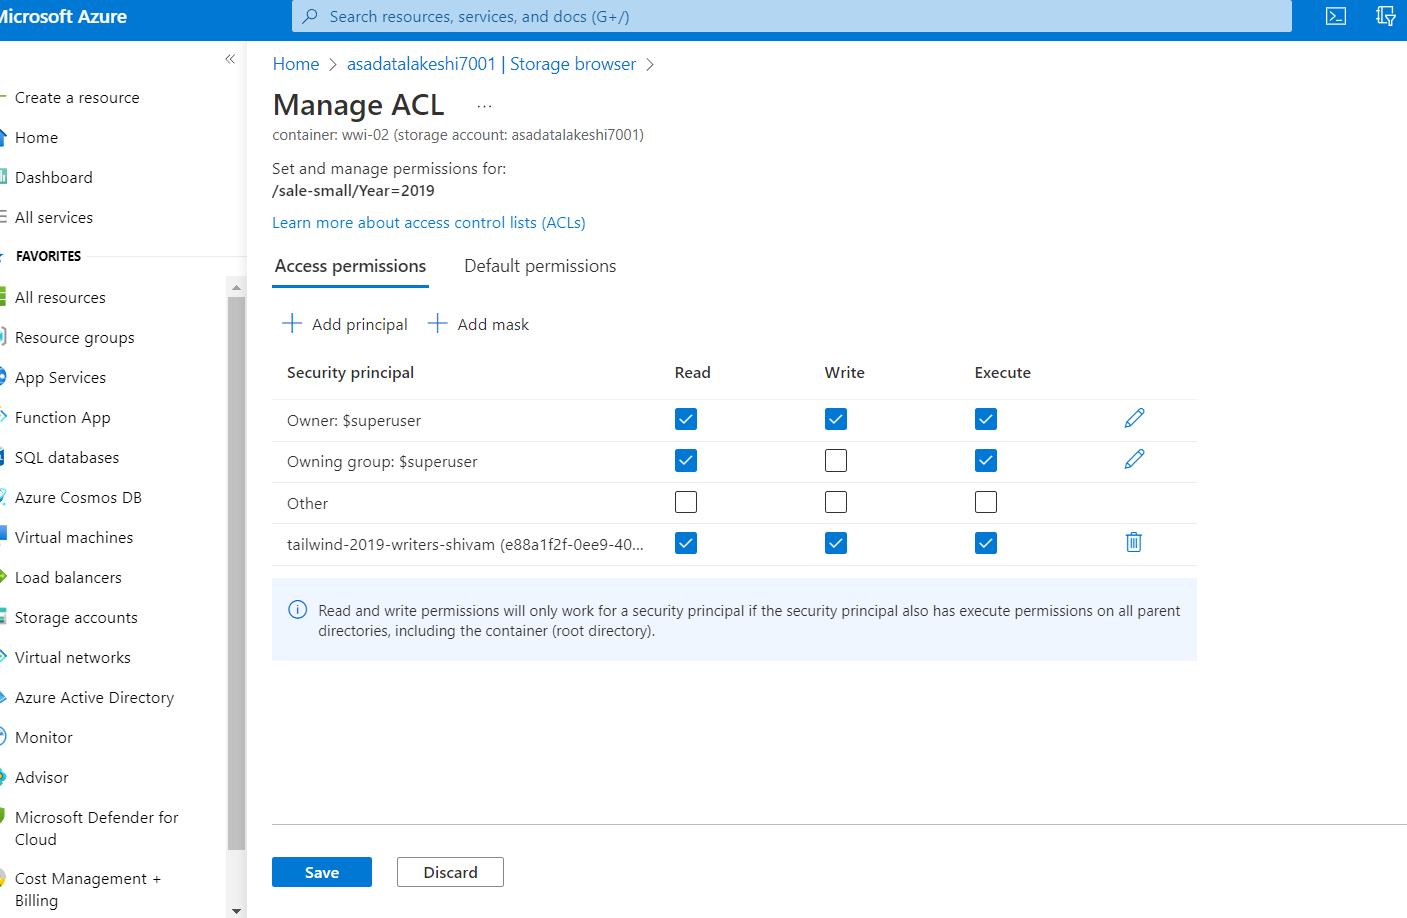 Microsoft Azure
Search resources, services, and docs (G+/)
Create a resource
Home
Dashboard
All services
FAVORITES
All resources
Resource groups
App Services
Function App
SQL databases
Azure Cosmos DB
Virtual machines
Load balancers
Storage accounts
Virtual networks
Azure Active Directory
Monitor
Advisor
Microsoft Defender for
Cloud
Cost Management +
Billing
Home > asadatalakeshi7001 | Storage browser >
Manage ACL ...
container: wwi-02 (storage account: asadatalakeshi7001)
Set and manage permissions for:
/sale-small/Year=2019
Learn more about access control lists (ACLs)
Access permissions Default permissions
Add principal Add mask
Security principal Read Write Execute
Owner: $superuser
Owning group: $superuser
Other
tailwind-2019-writers-shivam (e88a1f2f-0ee9-40...
Read and write permissions will only work for a security principal if the security principal also has execute permissions on all parent
directories, including the container (root directory).
Save Discard